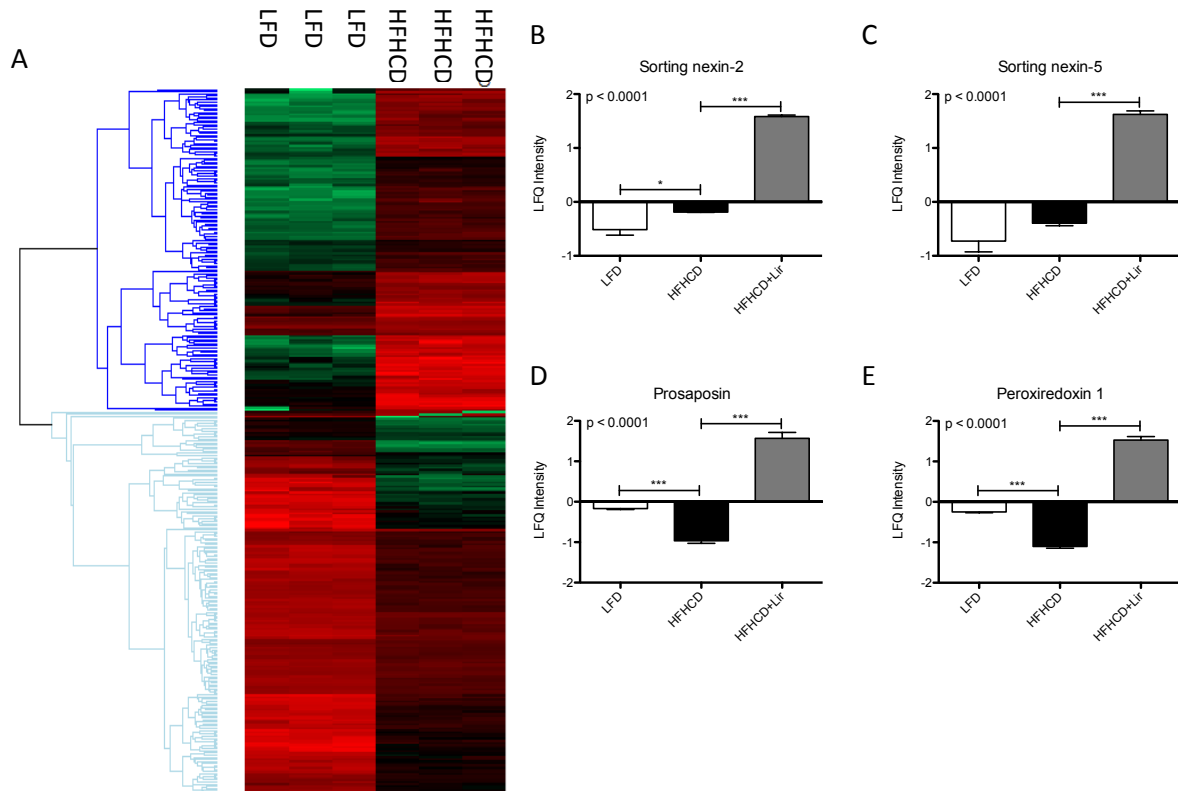 A
LFD
LFD
LFD
HFHCD
HFHCD
HFHCD
B
Sorting nexin-2
p < 0.0001
***
*
LFQ Intensity
2
1
0
-1
LFD
HFHCD
HFHCD+Lir
C
Sorting nexin-5
p < 0.0001
***
LFQ Intensity
2
1
0
-1
LFD
HFHCD
HFHCD+Lir
D
Prosaposin
p < 0.0001
***
***
LFQ Intensity
2
1
0
-1
-2
LFD
HFHCD
HFHCD+Lir
E
Peroxiredoxin 1
p < 0.0001
***
***
LFQ Intensity
2
1
0
-1
-2
LFD
HFHCD
HFHCD+Lir